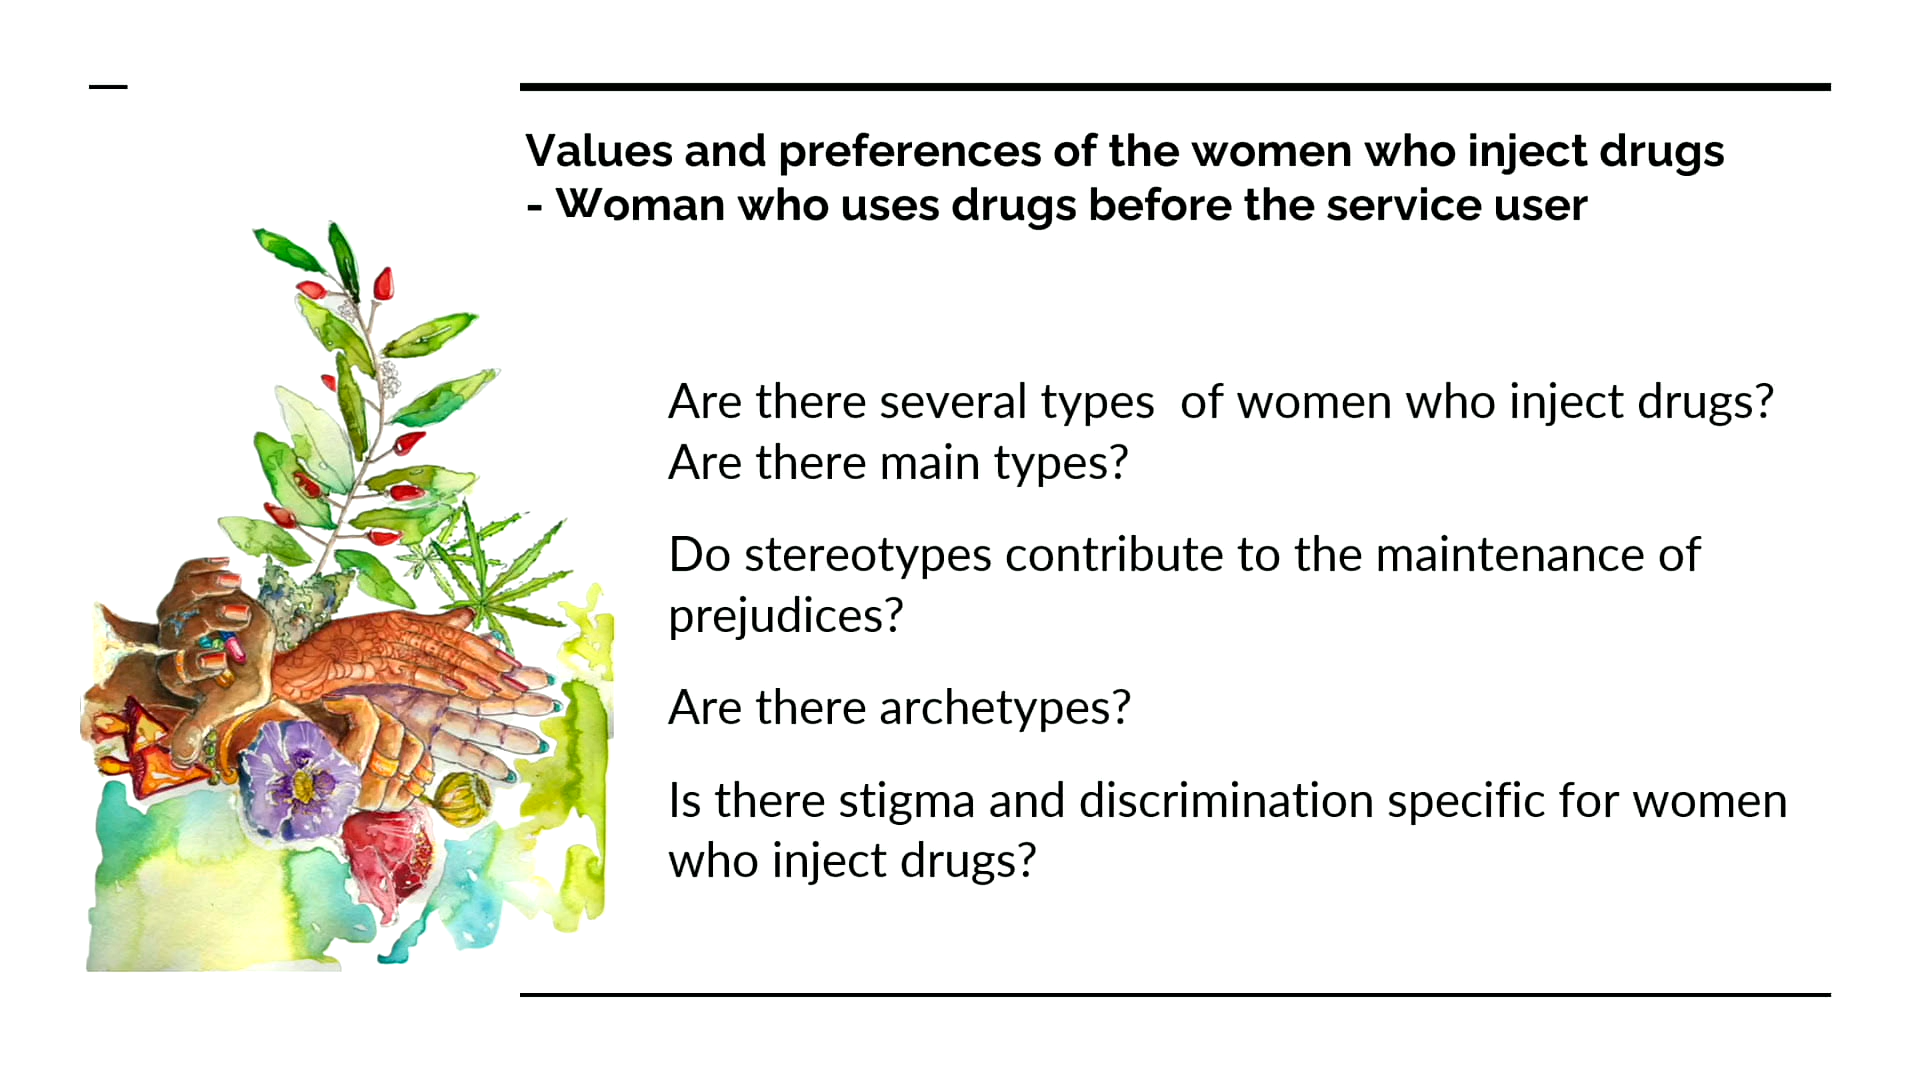 Values and preferences of the women who inject drugs
- Woman who uses drugs before the service user
Are there several types  of women who inject drugs?
Are there main types?
Do stereotypes contribute to the maintenance of
prejudices?
Are there archetypes?
Is there stigma and discrimination specific for women
who inject drugs?